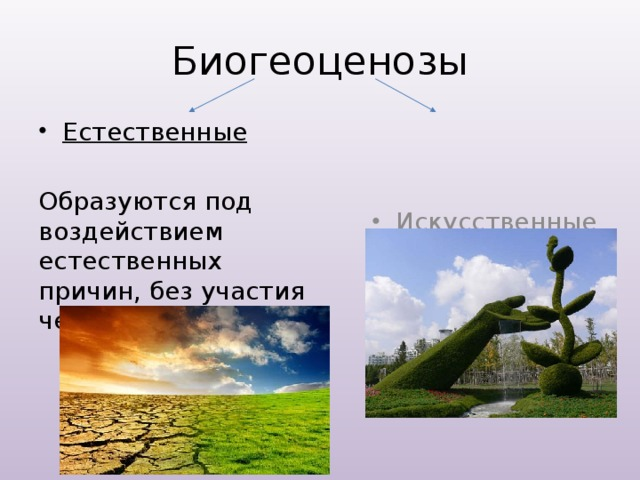 Биогеоценозы
• Естественные
Образуются под
воздействием
естественных
причин, без участия
• Искусственные